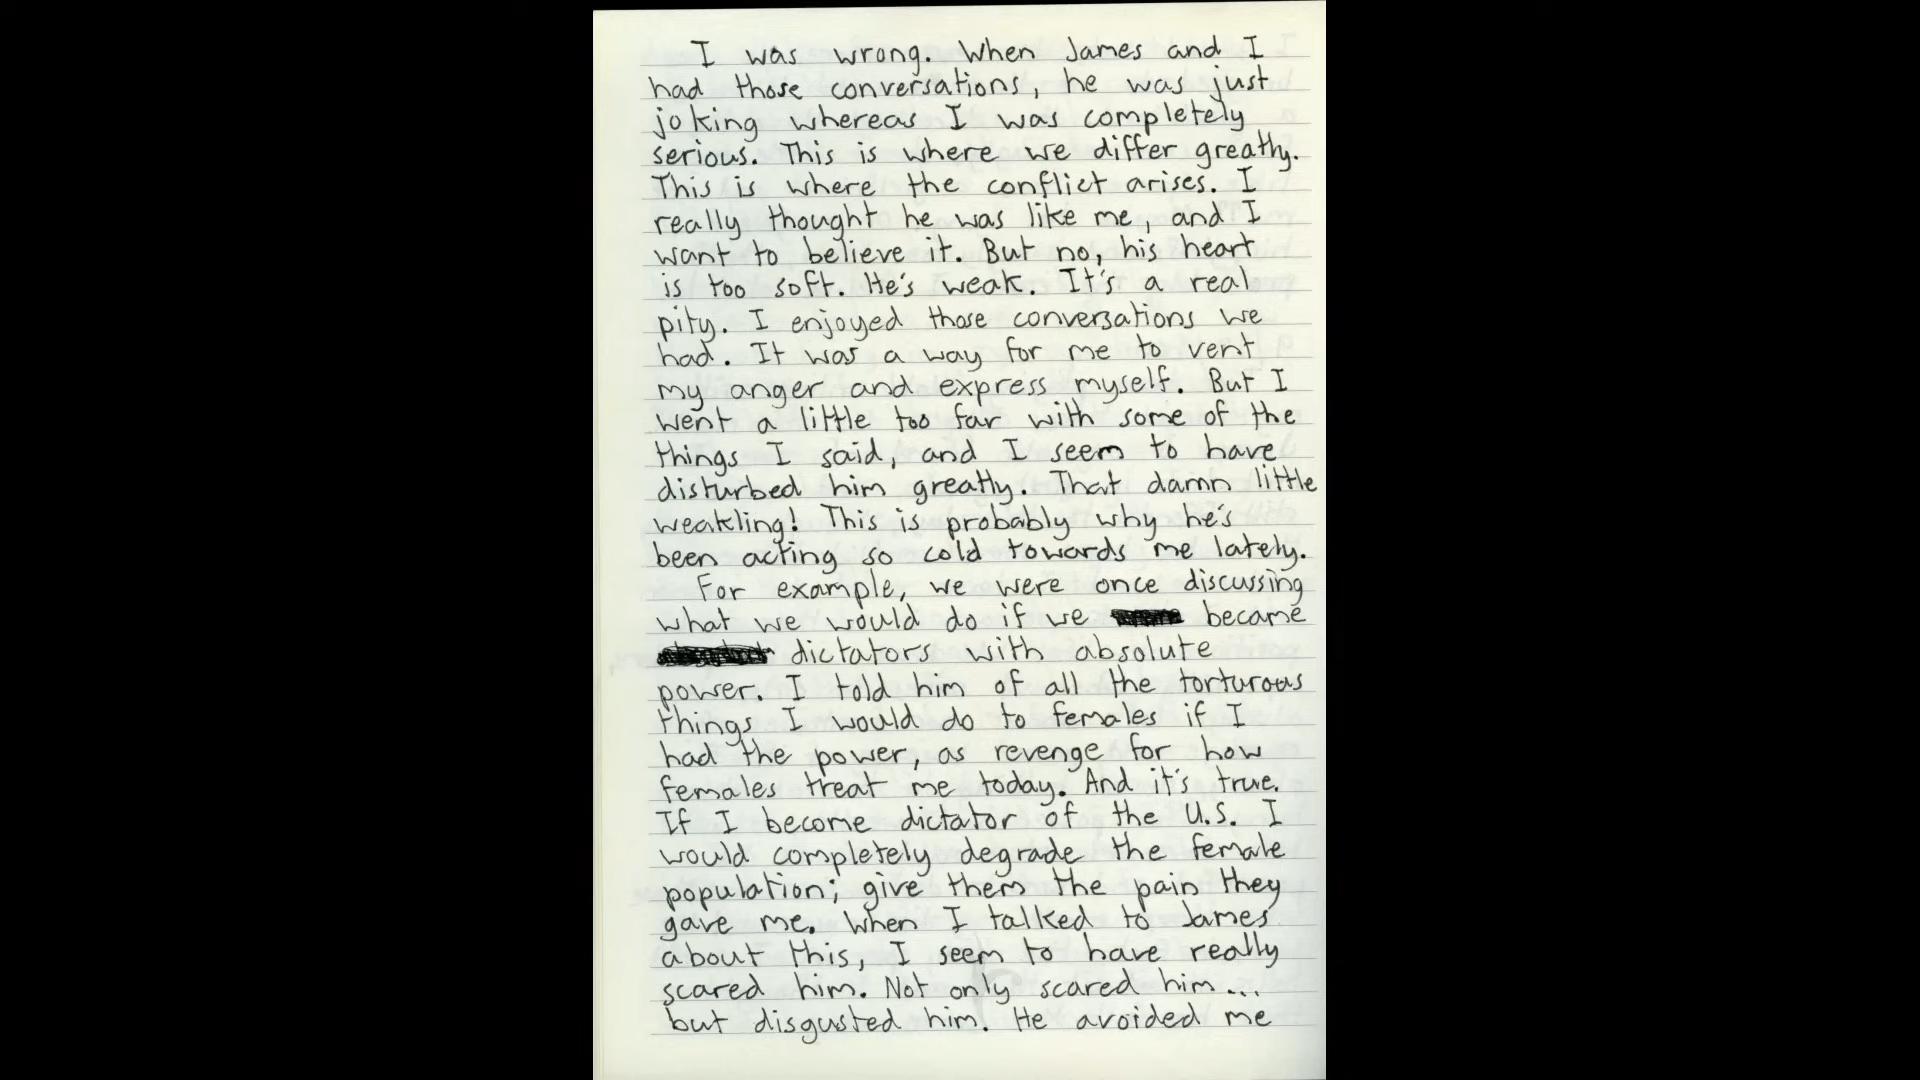 I was wrong. When James and I
had those conversations, he was just
joking whereas I was completely
serious. This is where we differ greatly.
This is where the conflict arises. I
really thought he was like me, and I
want to believe it. But no, his heart
is too soft. He's weak. It's a real
pity. I enjoyed those conversations we
had. It was a way for me to vent
my anger and express myself. But I
went a little too far with some of the
things I said, and I seem to have
disturbed him greatly. That damn little
weakling! This is probably why he's
been acting so cold towards me lately.
For example, we were once discussing
what we would do if we became
dictators with absolute
power. I told him of all the torturous
things I would do to females if I
had the power, as revenge for how
females treat me today. And it's true.
If I become dictator of the U.S. I
would completely degrade the female
population; give them the pain they
gave me. When I talked to James
about this, I seem to have really
scared him. Not only scared him...
but disgusted him. He avoided me